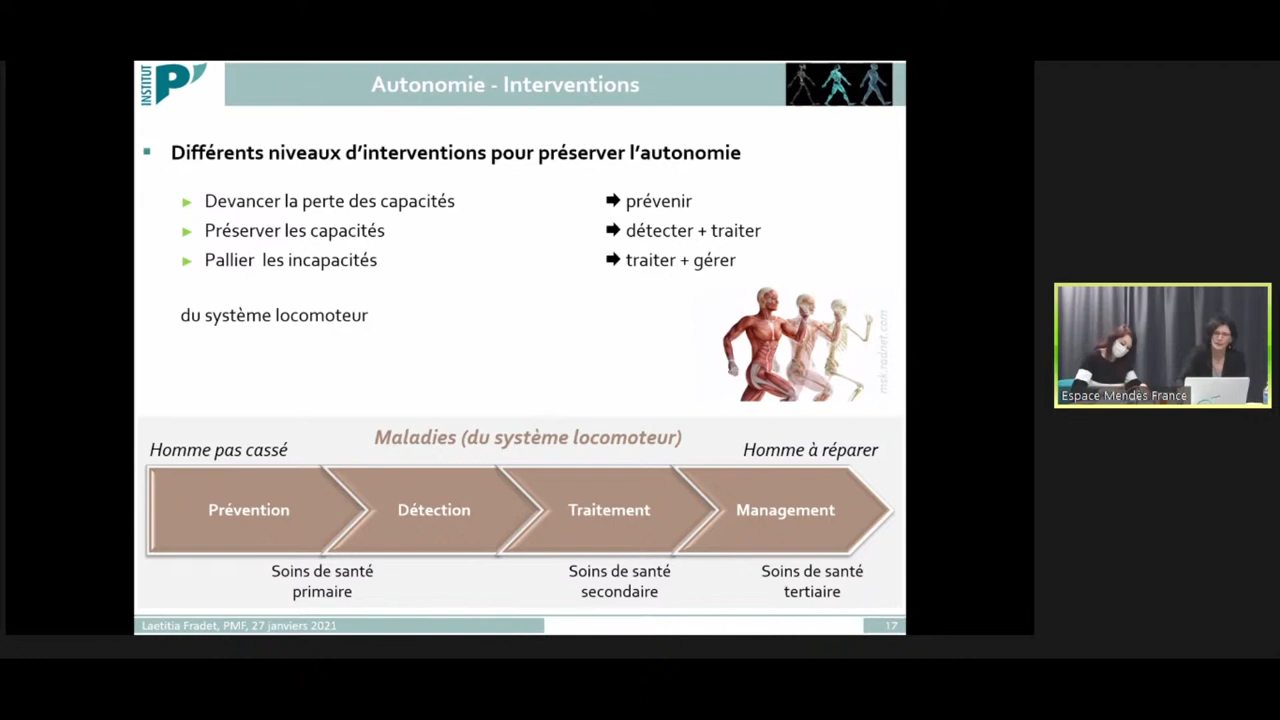 INSTITUT
P'
Autonomie - Interventions
Différents niveaux d'interventions pour préserver l'autonomie
Devancer la perte des capacités
prévenir
Préserver les capacités
détecter + traiter
Pallier les incapacités
traiter + gérer
du système locomoteur
msk.radnet.com
Homme pas cassé
Maladies (du système locomoteur)
Homme à réparer
Prévention
Détection
Traitement
Management
Soins de santé
primaire
Soins de santé
secondaire
Soins de santé
tertiaire
Laetitia Fradet, PMF, 27 janviers 2021
17
Espace Mendès France